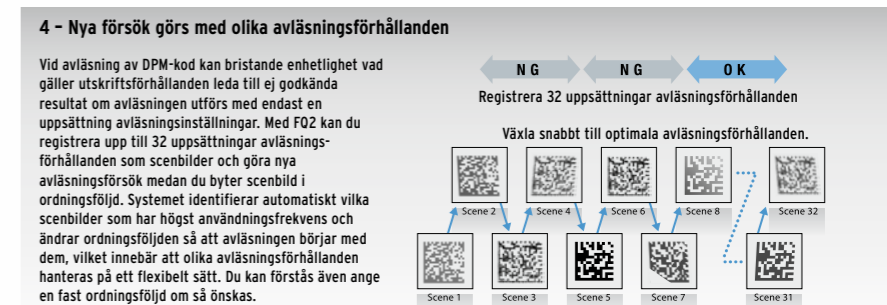 4 – Nya försök görs med olika avläsningsförhållanden
Vid avläsning av DPM-kod kan bristande enhetlighet vad
gäller utskriftsförhållanden leda till ej godkända
resultat om avläsningen utförs med endast en
uppsättning avläsningsinställningar. Med FQ2 kan du
registrera upp till 32 uppsättningar avläsnings-
förhållanden som scenbilder och göra nya
avläsningsförsök medan du byter scenbild i
ordningsföljd. Systemet identifierar automatiskt vilka
scenbilder som har högst användningsfrekvens och
ändrar ordningsföljden så att avläsningen börjar med
dem, vilket innebär att olika avläsningsförhållanden
hanteras på ett flexibelt sätt. Du kan förstås även ange
en fast ordningsföljd om så önskas.
N G N G O K
Registrera 32 uppsättningar avläsningsförhållanden
Växla snabbt till optimala avläsningsförhållanden.
Scene 2 Scene 4 Scene 6 Scene 8 Scene 32
Scene 1 Scene 3 Scene 5 Scene 7 Scene 31